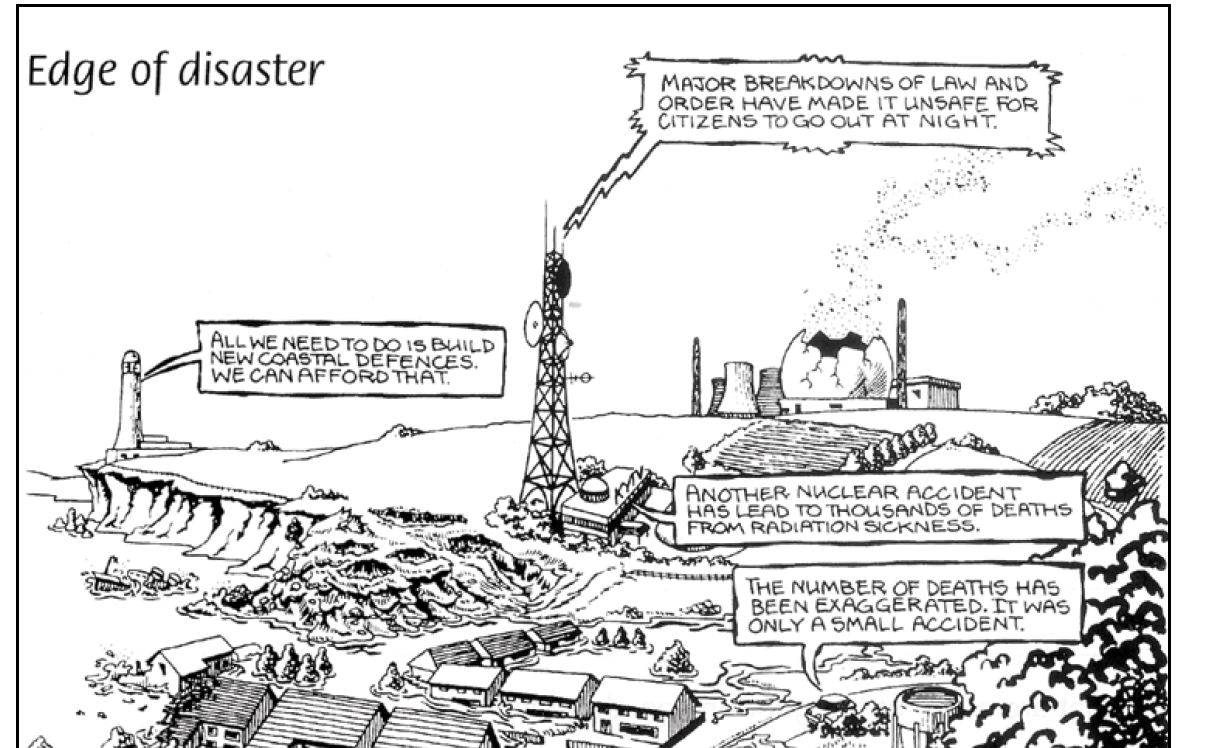 Edge of disaster
MAJOR BREAKDOWNS OF LAW AND
ORDER HAVE MADE IT UNSAFE FOR
CITIZENS TO GO OUT AT NIGHT.
ALL WE NEED TO DO IS BUILD
NEW COASTAL DEFENCES.
WE CAN AFFORD THAT.
ANOTHER NUCLEAR ACCIDENT
HAS LEAD TO THOUSANDS OF DEATHS
FROM RADIATION SICKNESS.
THE NUMBER OF DEATHS HAS
BEEN EXAGGERATED. IT WAS
ONLY A SMALL ACCIDENT.